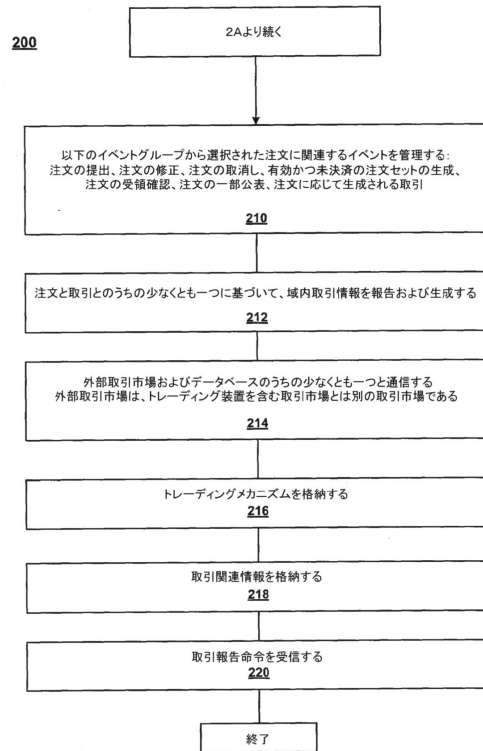 200
2Aより続く
以下のイベントグループから選択された注文に関連するイベントを管理する:
注文の提出、注文の修正、注文の取消し、有効かつ未決済の注文セットの生成、
注文の受領確認、注文の一部公表、注文に応じて生成される取引
210
注文と取引とのうちの少なくとも一つに基づいて、域内取引情報を報告および生成する
212
外部取引市場およびデータベースのうちの少なくとも一つと通信する
外部取引市場は、トレーディング装置を含む取引市場とは別の取引市場である
214
トレーディングメカニズムを格納する
216
取引関連情報を格納する
218
取引報告命令を受信する
220
終了